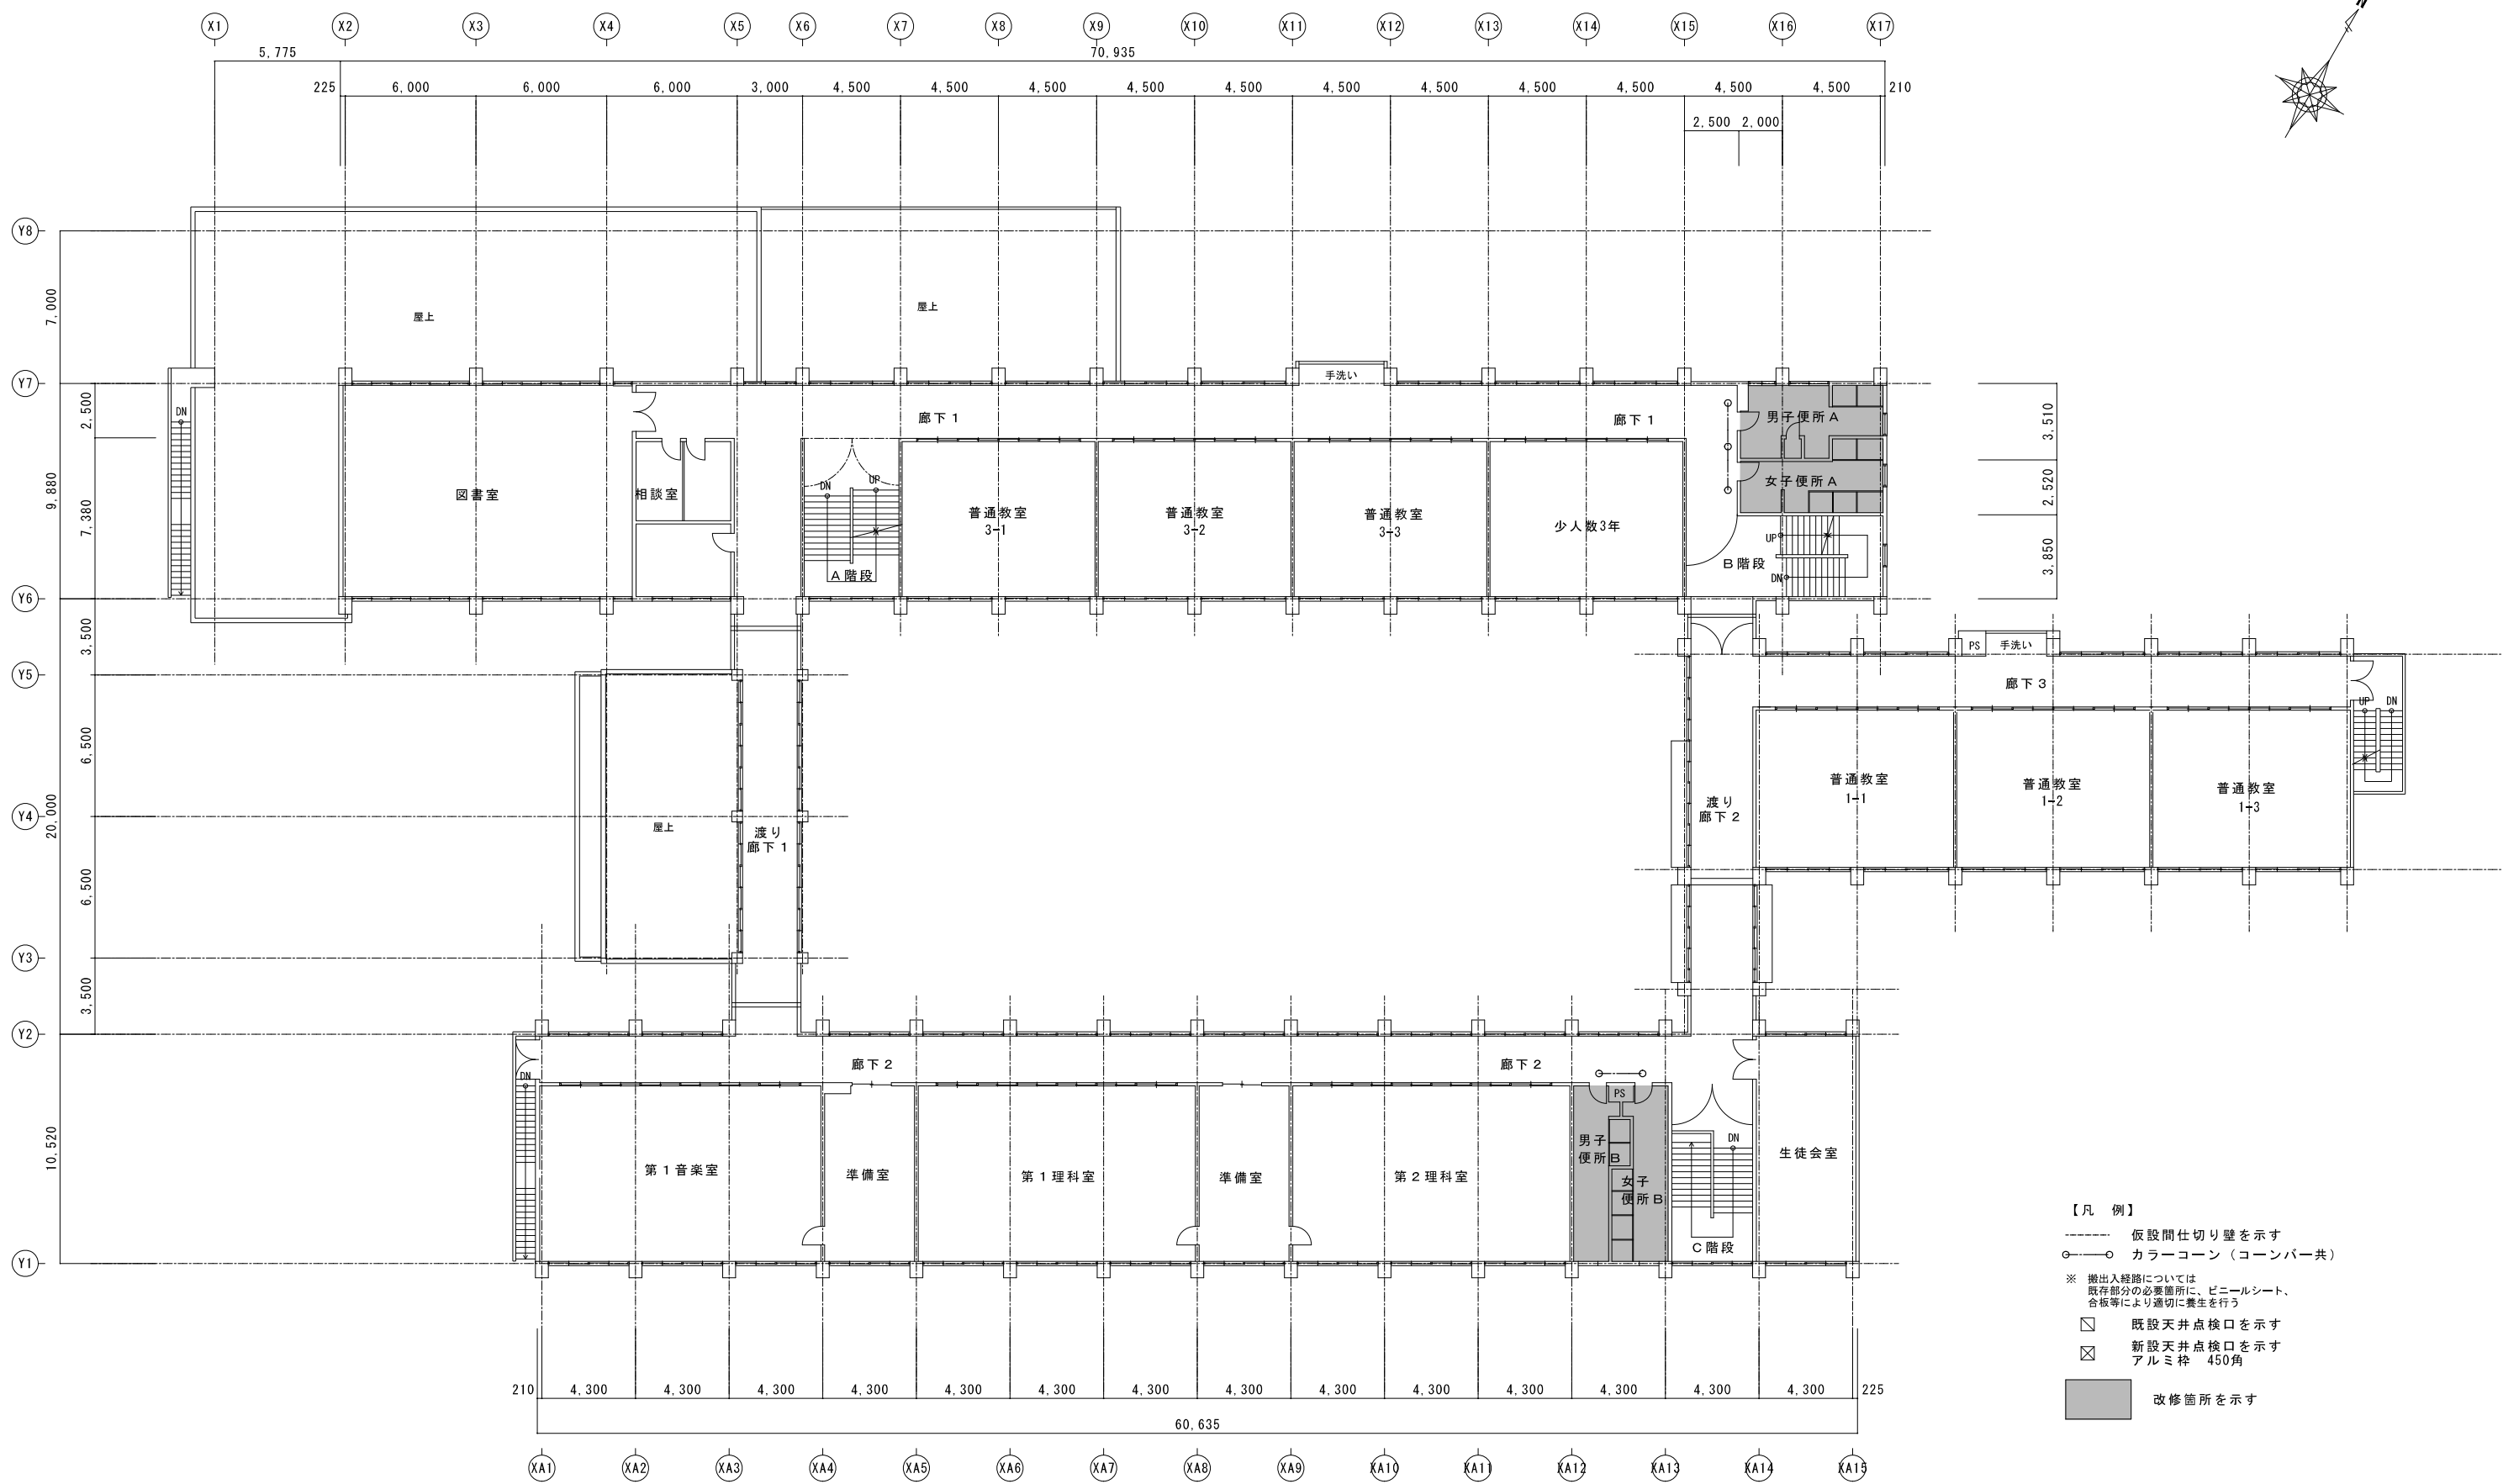 X1 X2 X3 X4 X5 X6 X7 X8 X9 X10 X11 X12 X13 X14 X15 X16 X17
N
5,775 70,935
225 6,000 6,000 6,000 3,000 4,500 4,500 4,500 4,500 4,500 4,500 4,500 4,500 4,500 4,500 4,500 210
2,500 2,000
Y8
7,000
屋上
屋上
Y7
手洗い
DN
2,500
廊下1
廊下1
男子便所A
3,510
9,880
7,380
図書室
相談室
DN
UP
普通教室
3-1
普通教室
3-2
普通教室
3-3
少人数3年
女子便所A
2,520
UP
B階段
DN
3,850
A階段
Y6
3,500
Y5
PS
手洗い
廊下3
UP
DN
6,500
普通教室
1-1
普通教室
1-2
普通教室
1-3
渡り
廊下2
Y4
20,000
屋上
渡り
廊下1
6,500
Y3
3,500
Y2
廊下2
廊下2
DN
PS
10,520
第1音楽室
準備室
第1理科室
準備室
第2理科室
男子
便所B
女子
便所B
DN
C階段
生徒会室
Y1
【凡 例】
仮設間仕切り壁を示す
カラーコーン(コーンバー共)
※ 搬出入経路については
既存部分の必要箇所に、ビニールシート、
合板等により適切に養生を行う
既設天井点検口を示す
新設天井点検口を示す
アルミ枠 450角
改修箇所を示す
210 4,300 4,300 4,300 4,300 4,300 4,300 4,300 4,300 4,300 4,300 4,300 4,300 4,300 4,300 225
60,635
XA1 XA2 XA3 XA4 XA5 XA6 XA7 XA8 XA9 XA10 XA11 XA12 XA13 XA14 XA15